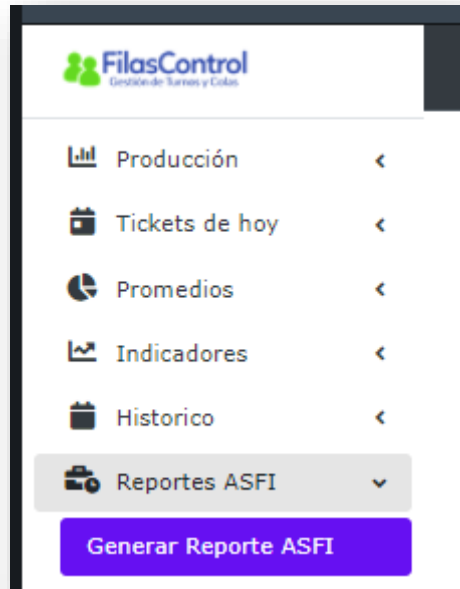 FilasControl
Gestión de Turnos y Colas
Producción
Tickets de hoy
Promedios
Indicadores
Historico
Reportes ASFI
Generar Reporte ASFI